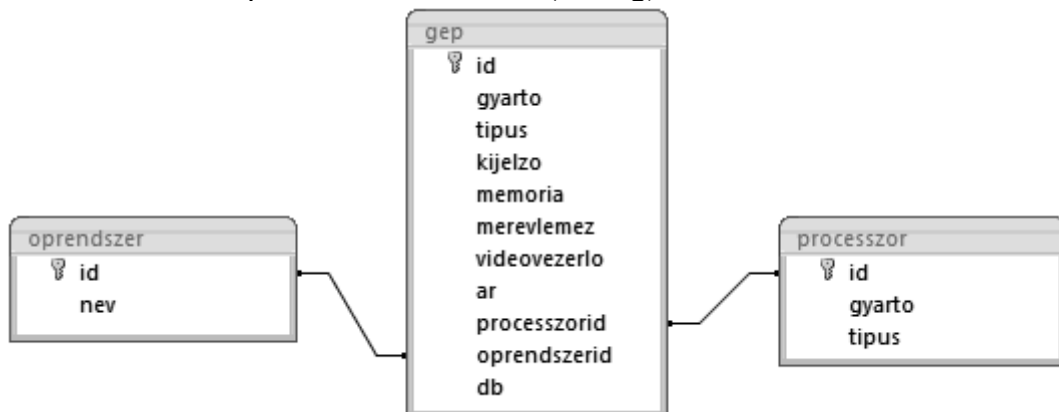 gep
id
gyarto
tipus
kijelzo
memoria
merevlemez
videovezerlo
ar
processzorid
oprendszerid
db
oprendszer
id
nev
processzor
id
gyarto
tipus